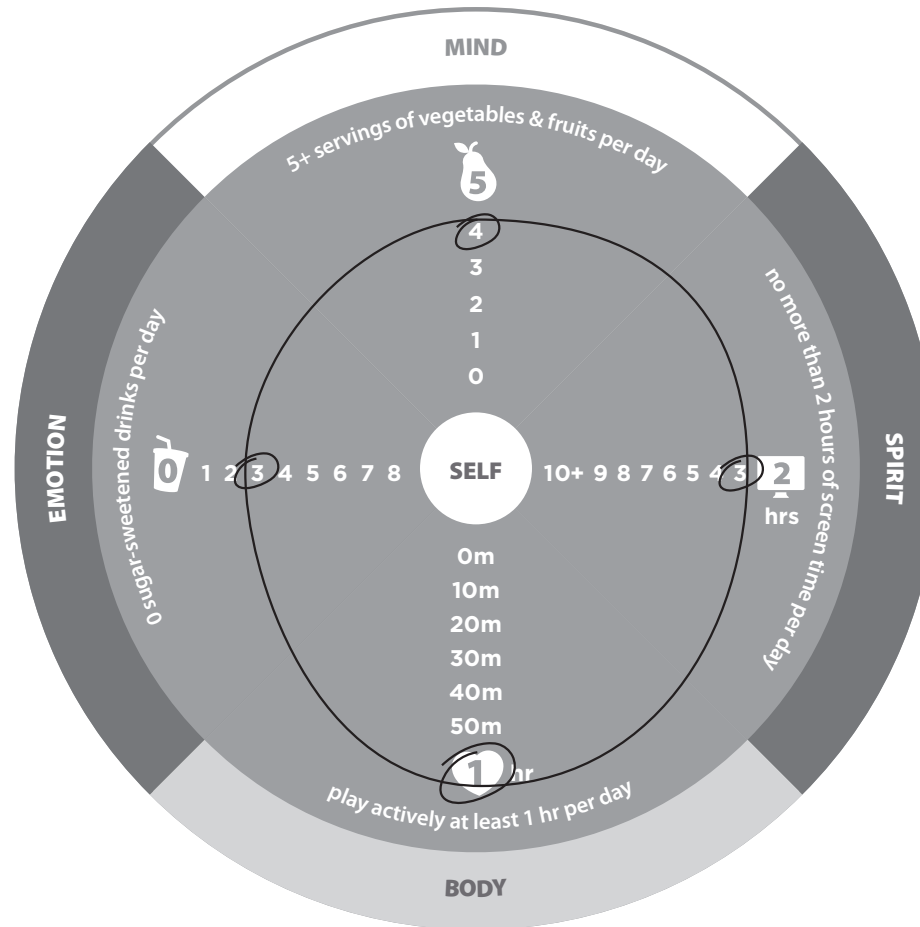 MIND
5+ servings of vegetables & fruits per day
5
4
3
2
1
0
EMOTION
0 sugar-sweetened drinks per day
0 1 2 3 4 5 6 7 8
SELF
10+ 9 8 7 6 5 4 3 2
hrs
no more than 2 hours of screen time per day
SPIRIT
0m
10m
20m
30m
40m
50m
1 hr
play actively at least 1 hr per day
BODY